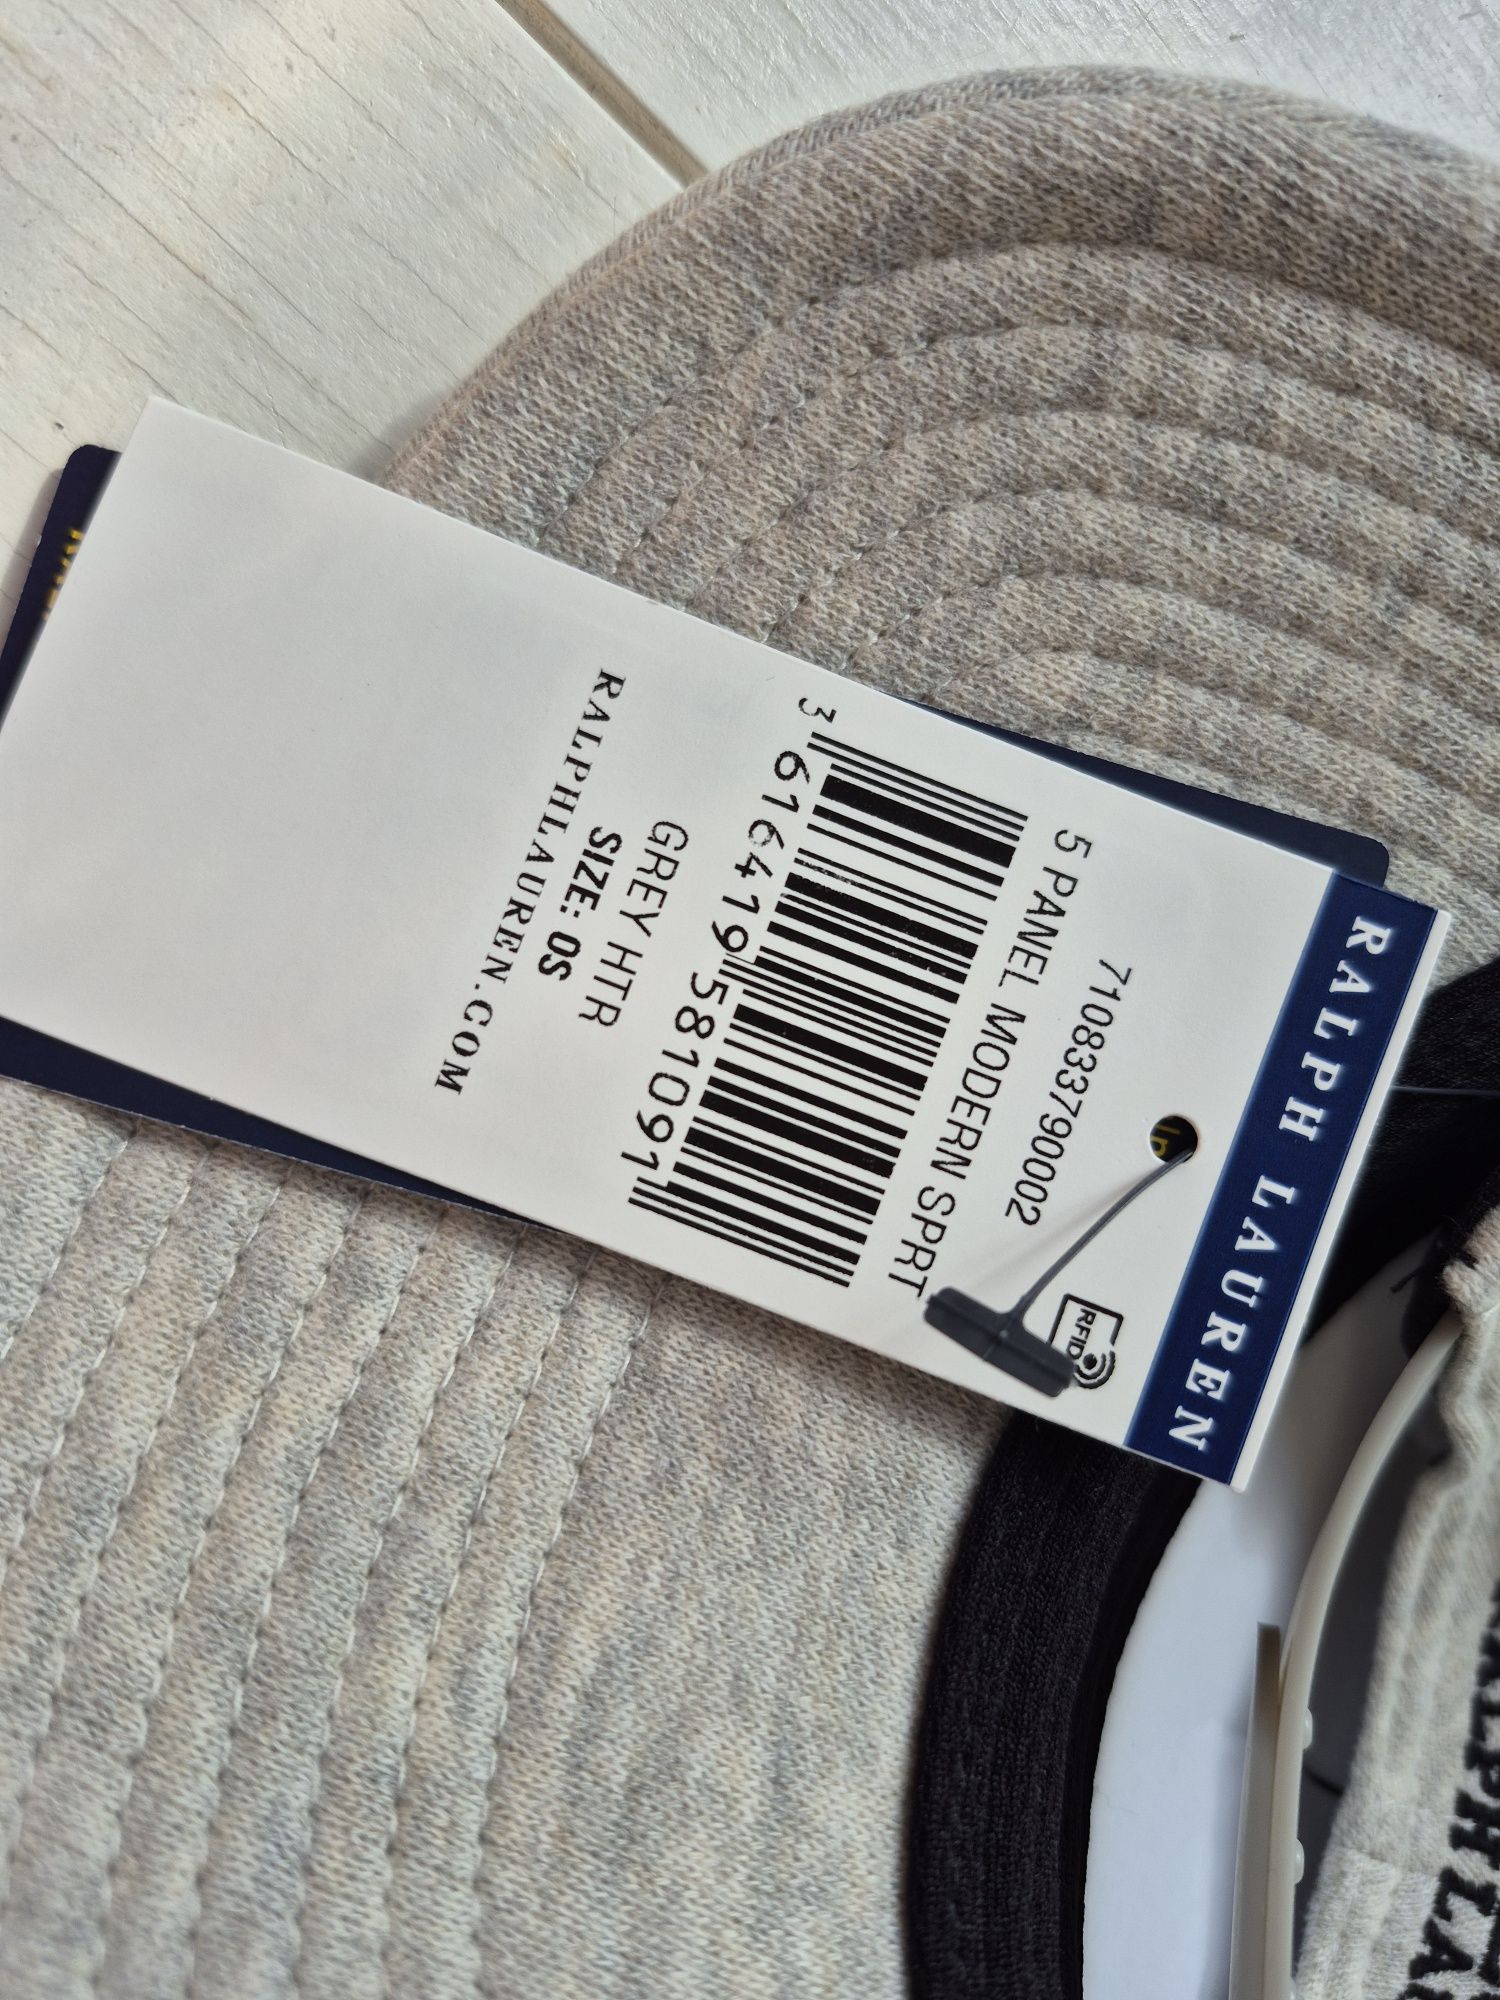 RALPH LAUREN
RFID
710833790002
5 PANEL MODERN SPRT
3 616419 581091
GREY HTR
SIZE: OS
RALPHLAUREN.COM